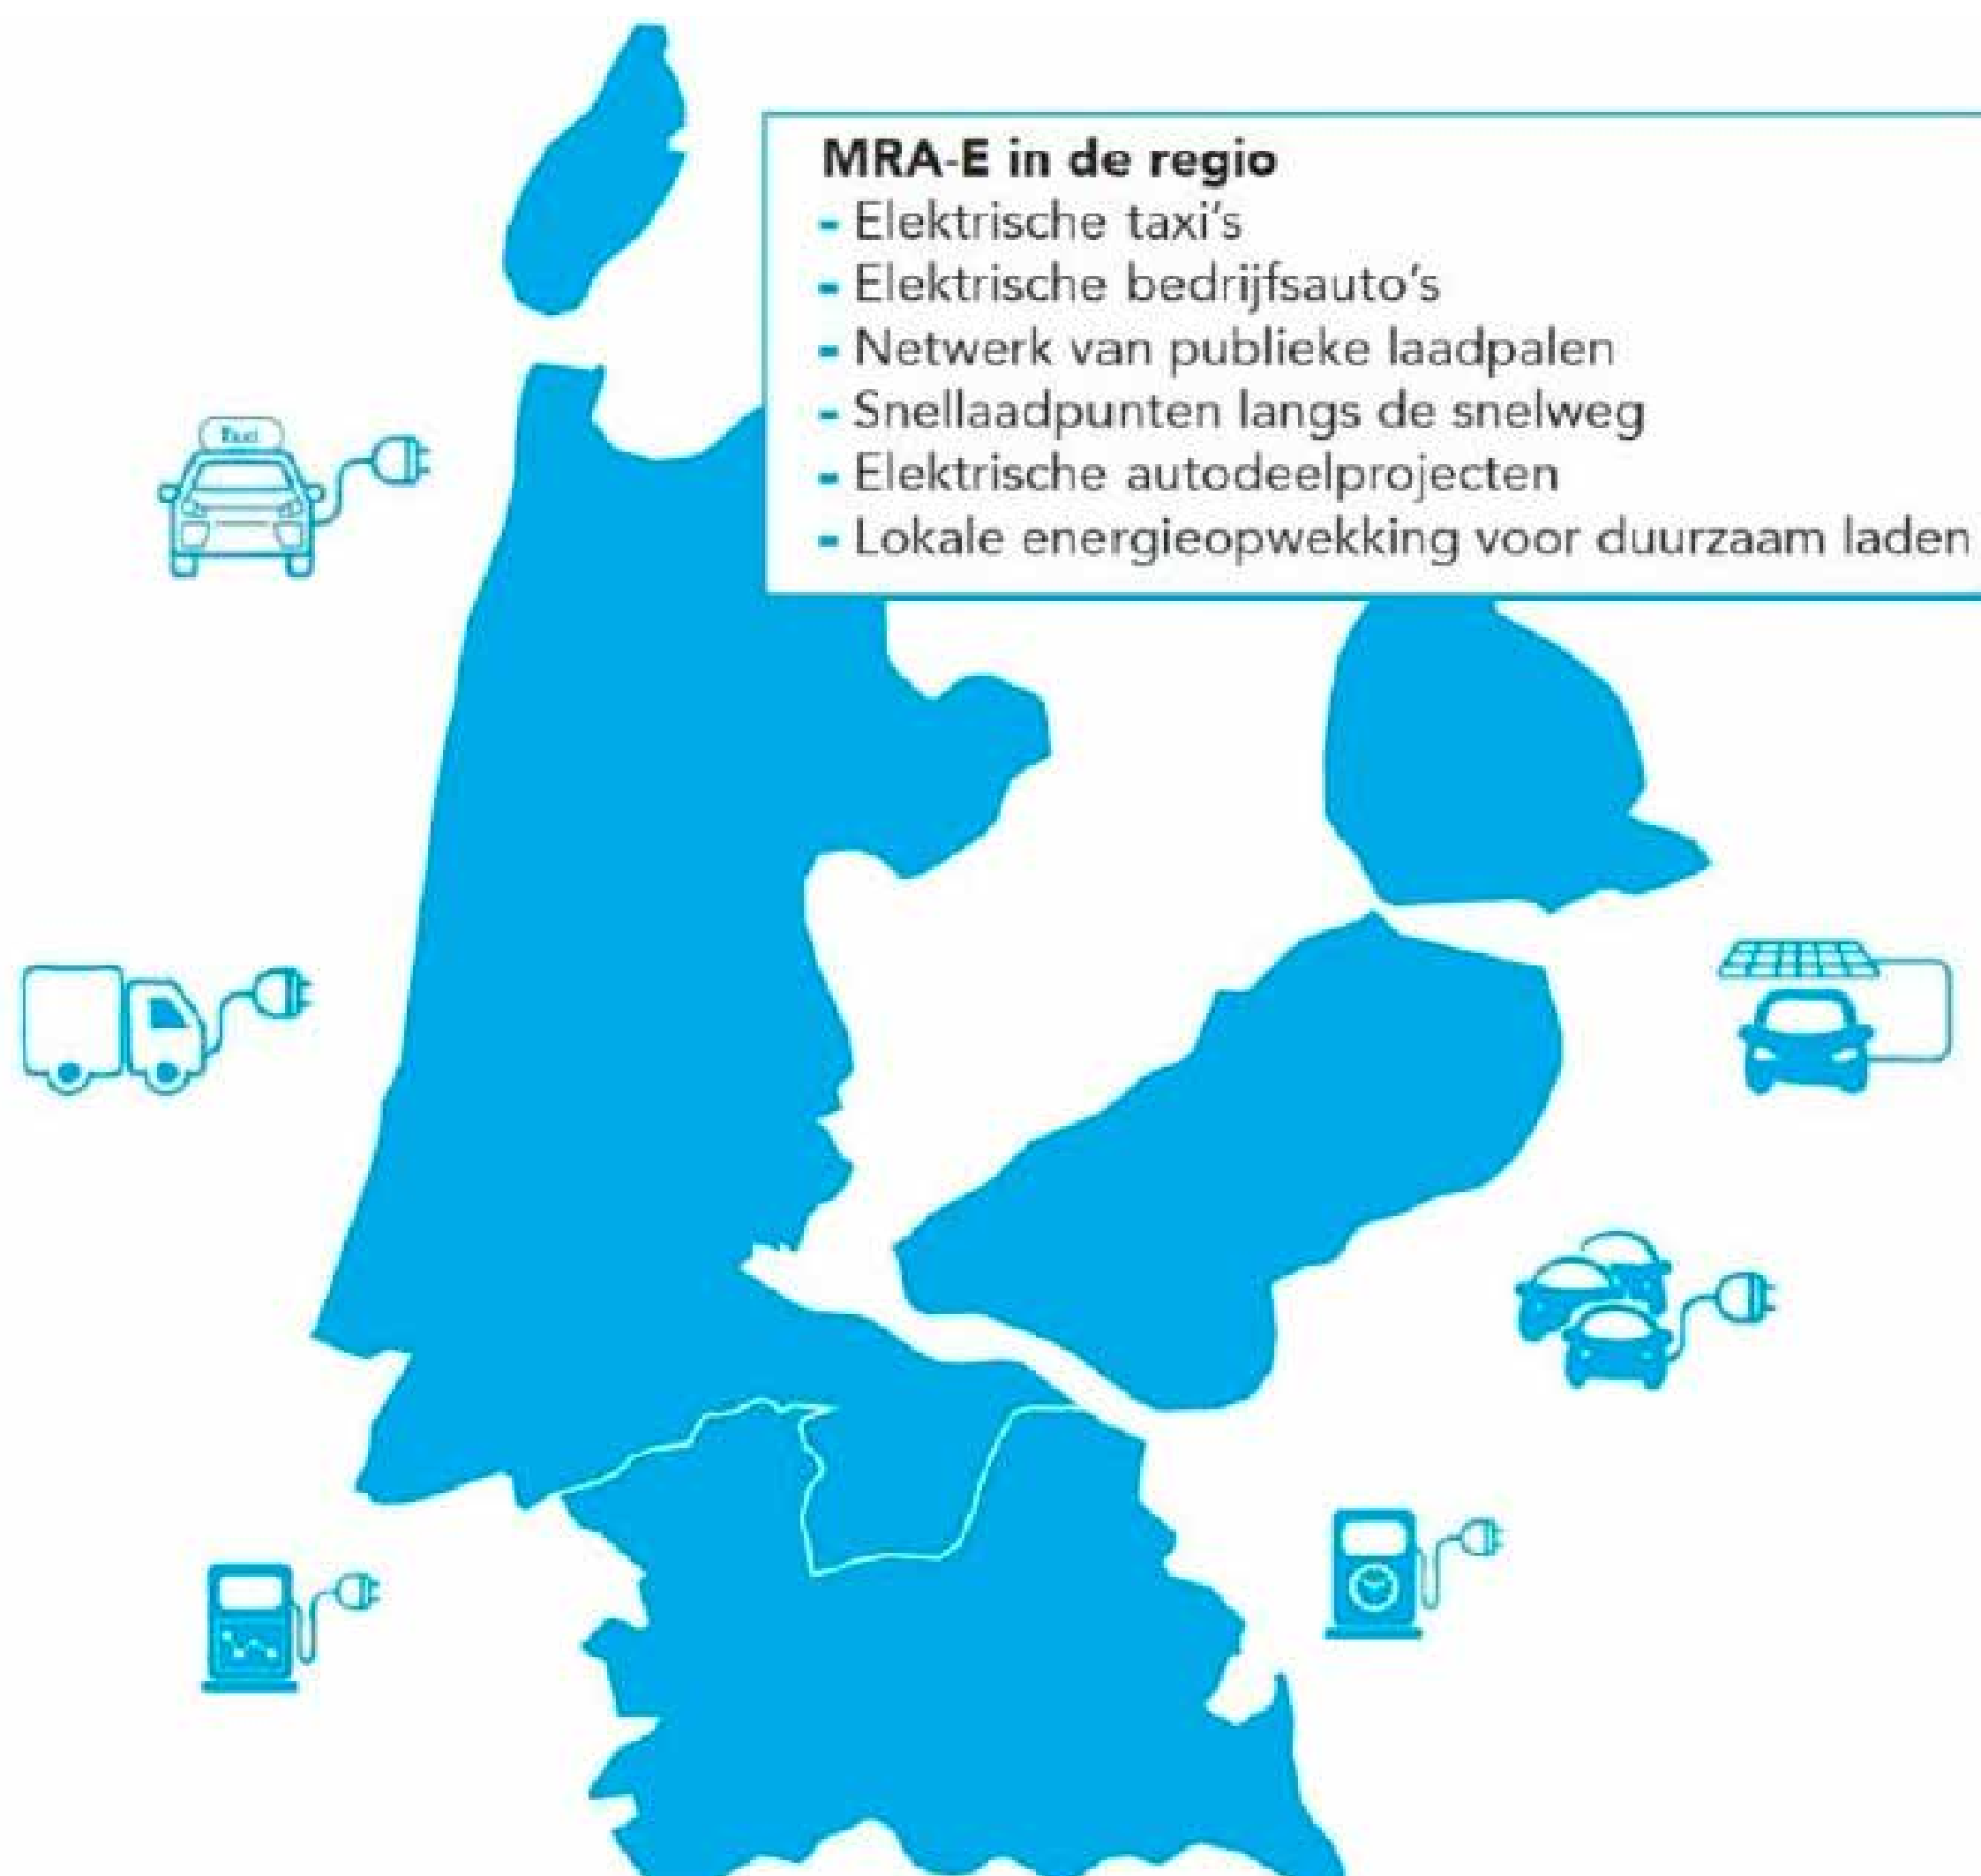 MRA-E in de regio
- Elektrische taxi's
- Elektrische bedrijfsauto's
- Netwerk van publieke laadpalen
- Snellaadpunten langs de snelweg
- Elektrische autodeelprojecten
- Lokale energieopwekking voor duurzaam laden
Taxi